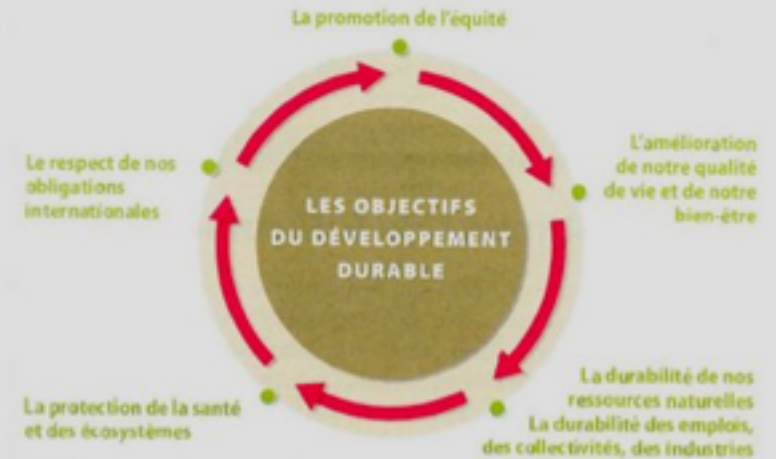 La promotion de l'équité
L'amélioration
de notre qualité
de vie et de notre
bien-être
La durabilité de nos
ressources naturelles
La durabilité des emplois,
des collectivités, des industries
La protection de la santé
et des écosystèmes
Le respect de nos
obligations
internationales
LES OBJECTIFS
DU DÉVELOPPEMENT
DURABLE